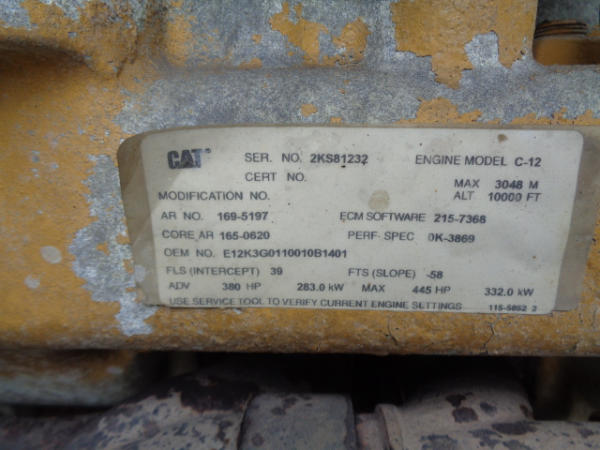 CAT SER. NO. 2KS81232 ENGINE MODEL C-12
CERT NO. MAX 3048 M
MODIFICATION NO. ALT 10000 FT
AR NO. 169-5197 ECM SOFTWARE 215-7368
CORE AR 165-0620 PERF SPEC 0K-3869
OEM NO. E12K3G0110010B1401
FLS (INTERCEPT) 39 FTS (SLOPE) -58
ADV 380 HP 283.0 kW MAX 445 HP 332.0 kW
USE SERVICE TOOL TO VERIFY CURRENT ENGINE SETTINGS 115-5852 2